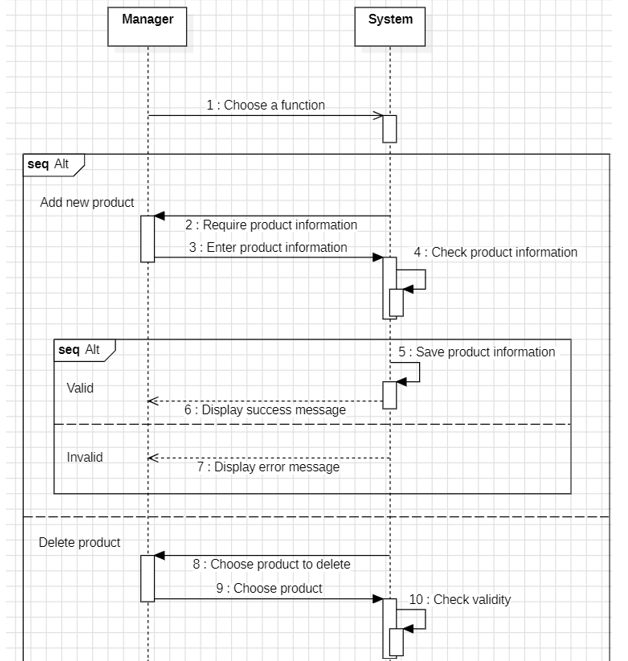 Manager
System
1 : Choose a function
seq Alt
Add new product
2 : Require product information
3 : Enter product information
4 : Check product information
seq Alt
5 : Save product information
Valid
6 : Display success message
Invalid
7 : Display error message
Delete product
8 : Choose product to delete
9 : Choose product
10 : Check validity